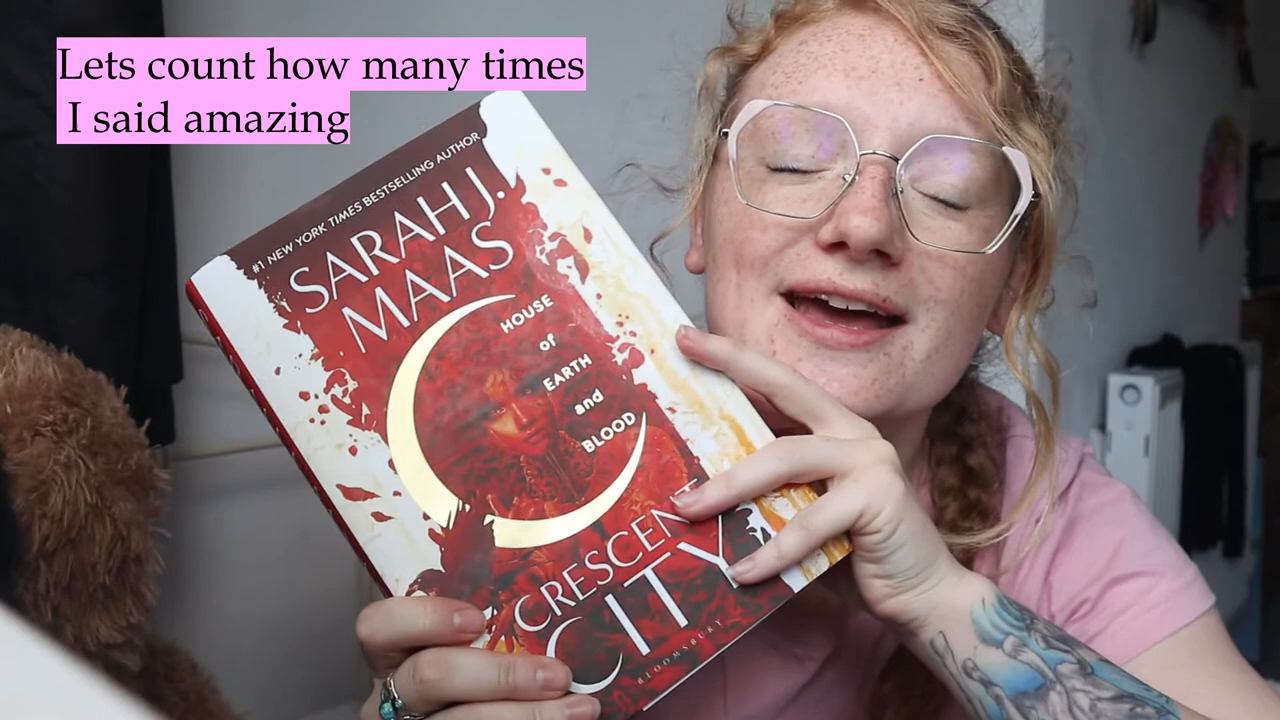 Lets count how many times
I said amazing
#1 NEW YORK TIMES BESTSELLING AUTHOR
SARAH J.
MAAS
HOUSE
of
EARTH
and
BLOOD
CRESCENT
CITY
BLOOMSBURY